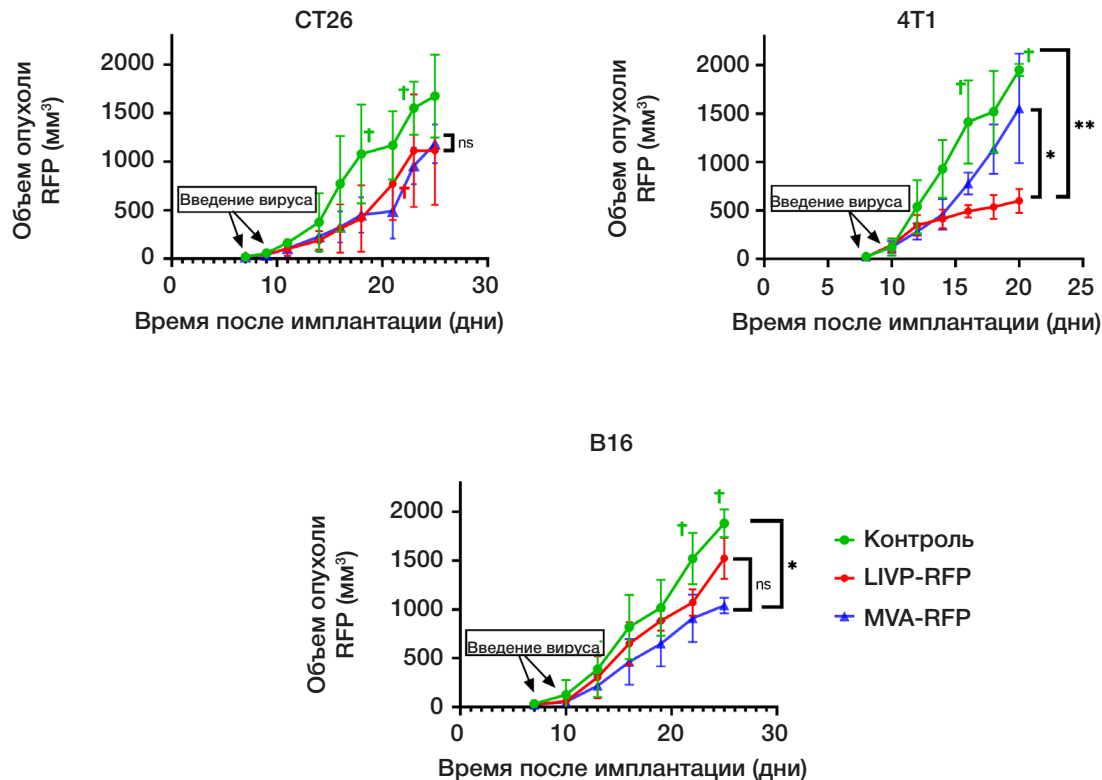 CT26
Объем опухоли
RFP (мм³)
2000
1500
1000
500
0
Введение вируса
†
†
†
ns
0
10
20
30
Время после имплантации (дни)
4T1
Объем опухоли
RFP (мм³)
2000
1500
1000
500
0
Введение вируса
†
†
*
**
0
5
10
15
20
25
Время после имплантации (дни)
B16
Объем опухоли
RFP (мм³)
2000
1500
1000
500
0
Введение вируса
†
†
ns
*
0
10
20
30
Время после имплантации (дни)
Контроль
LIVP-RFP
MVA-RFP